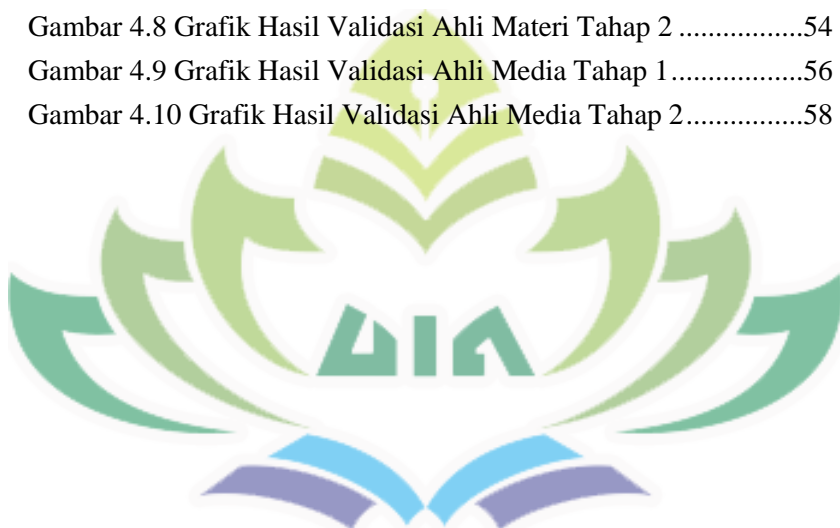 Gambar 4.8 Grafik Hasil Validasi Ahli Materi Tahap 2 ................54
Gambar 4.9 Grafik Hasil Validasi Ahli Media Tahap 1.................56
Gambar 4.10 Grafik Hasil Validasi Ahli Media Tahap 2...............58